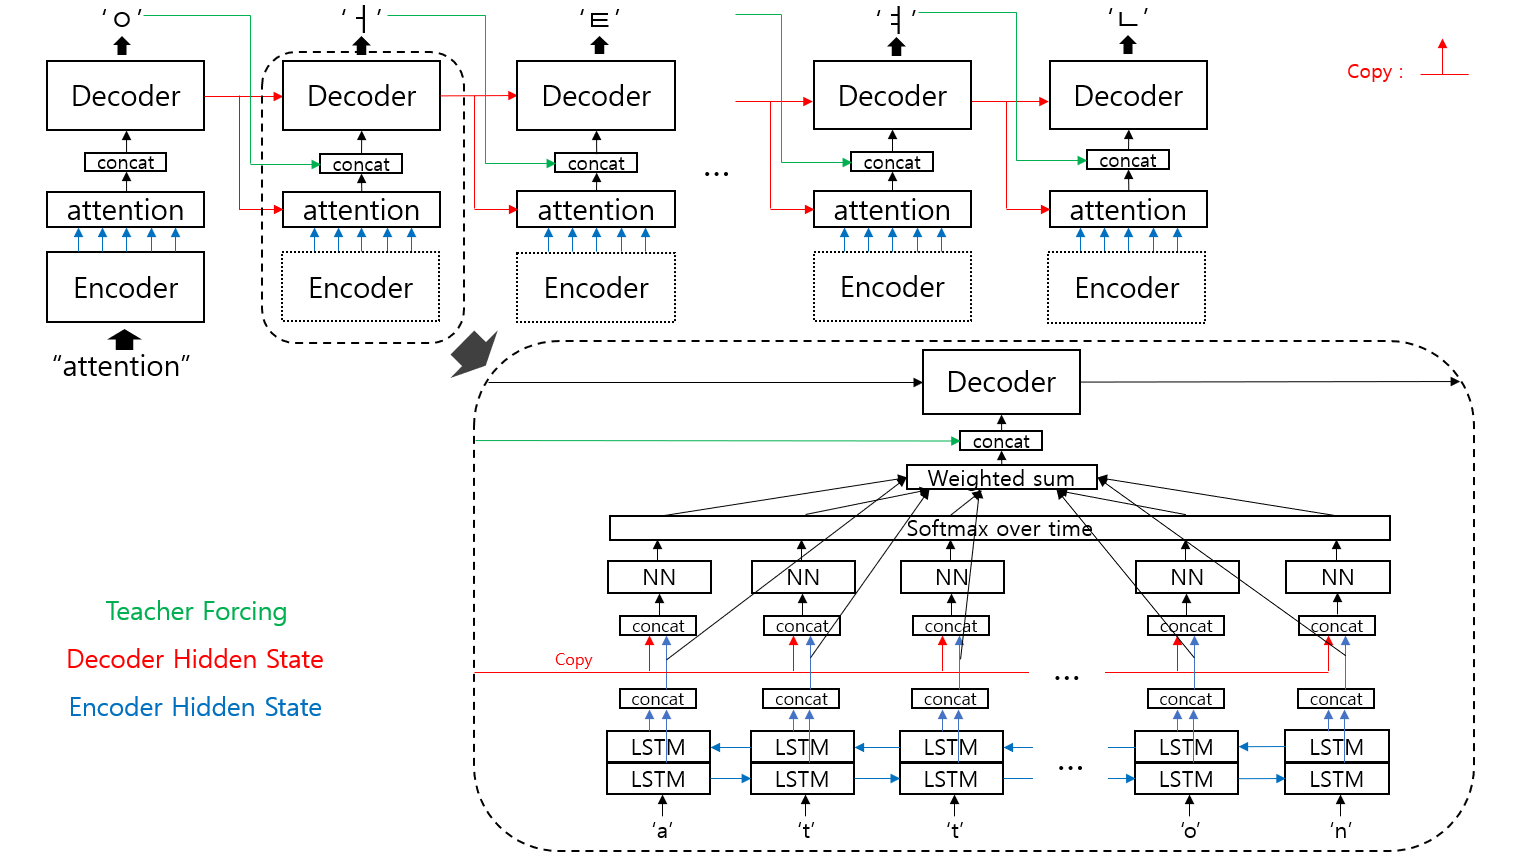 ‘ㅇ’ ‘ㅓ’ ‘ㅌ’ ‘ㅕ’ ‘ㄴ’
Decoder Decoder Decoder Decoder Decoder
Copy :
concat concat concat concat concat
...
attention attention attention attention attention
Encoder Encoder Encoder Encoder Encoder
“attention”
Decoder
concat
Weighted sum
Softmax over time
NN NN NN NN NN
concat concat concat concat concat
Copy
...
concat concat concat concat concat
LSTM LSTM LSTM LSTM LSTM
...
LSTM LSTM LSTM LSTM LSTM
‘a’ ‘t’ ‘t’ ‘o’ ‘n’
Teacher Forcing
Decoder Hidden State
Encoder Hidden State